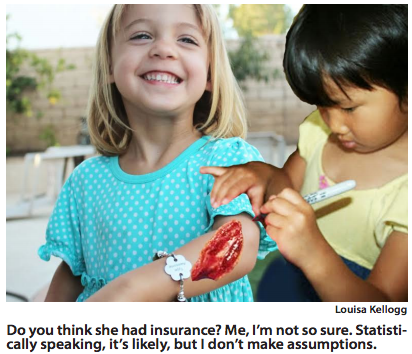 Louisa Kellogg
Do you think she had insurance? Me, I'm not so sure. Statisti-
cally speaking, it's likely, but I don't make assumptions.